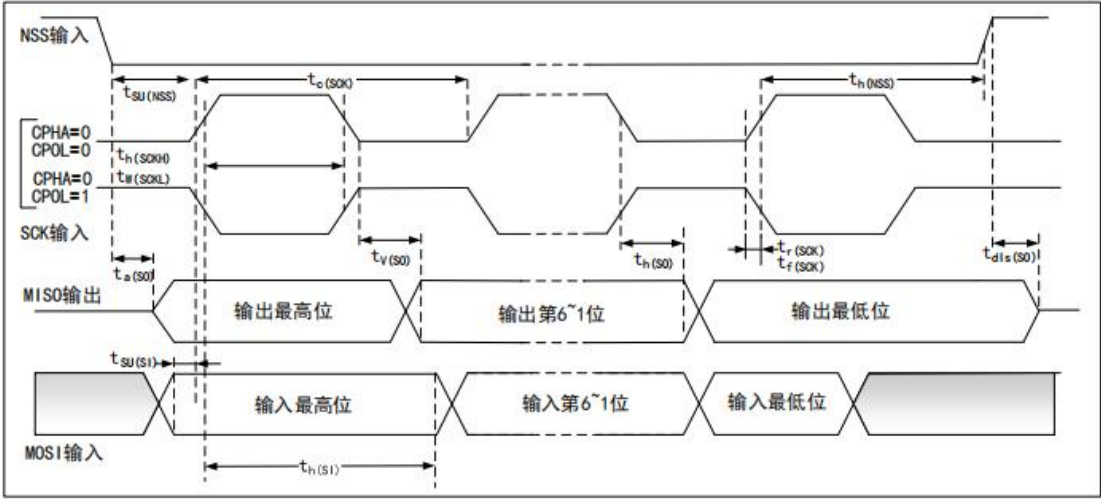 NSS输入
tSU(NSS)
tc(SCK)
th(NSS)
CPHA=0
CPOL=0
th(SCKH)
CPHA=0
tW(SCKL)
CPOL=1
SCK输入
ta(SO)
tV(SO)
th(SO)
tr(SCK)
tf(SCK)
tdis(SO)
MISO输出
输出最高位
输出第6~1位
输出最低位
tSU(SI)
输入最高位
输入第6~1位
输入最低位
MOSI输入
th(SI)